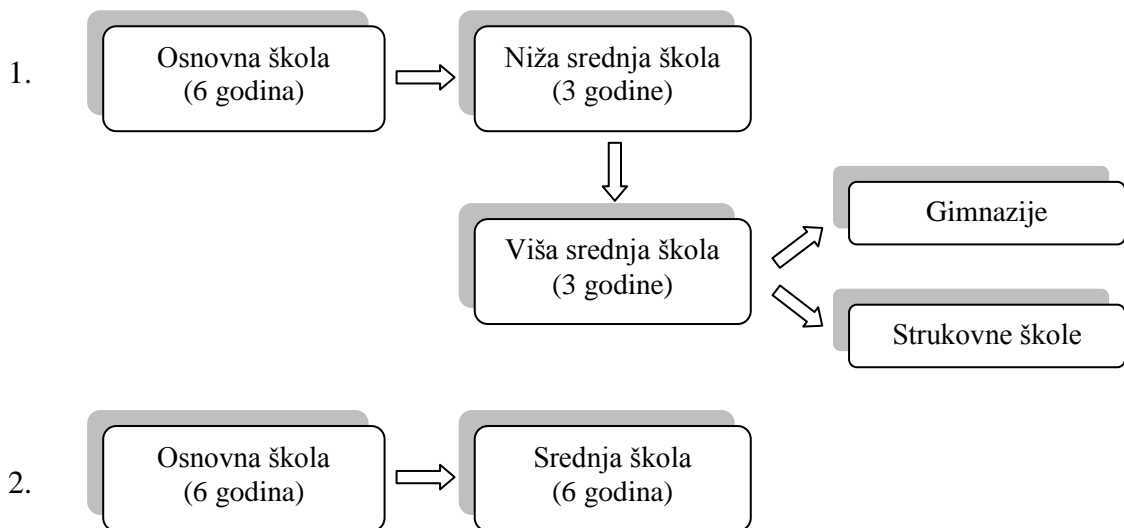 1.
Osnovna škola
(6 godina)
Niža srednja škola
(3 godine)
Viša srednja škola
(3 godine)
Gimnazije
Strukovne škole
2.
Osnovna škola
(6 godina)
Srednja škola
(6 godina)